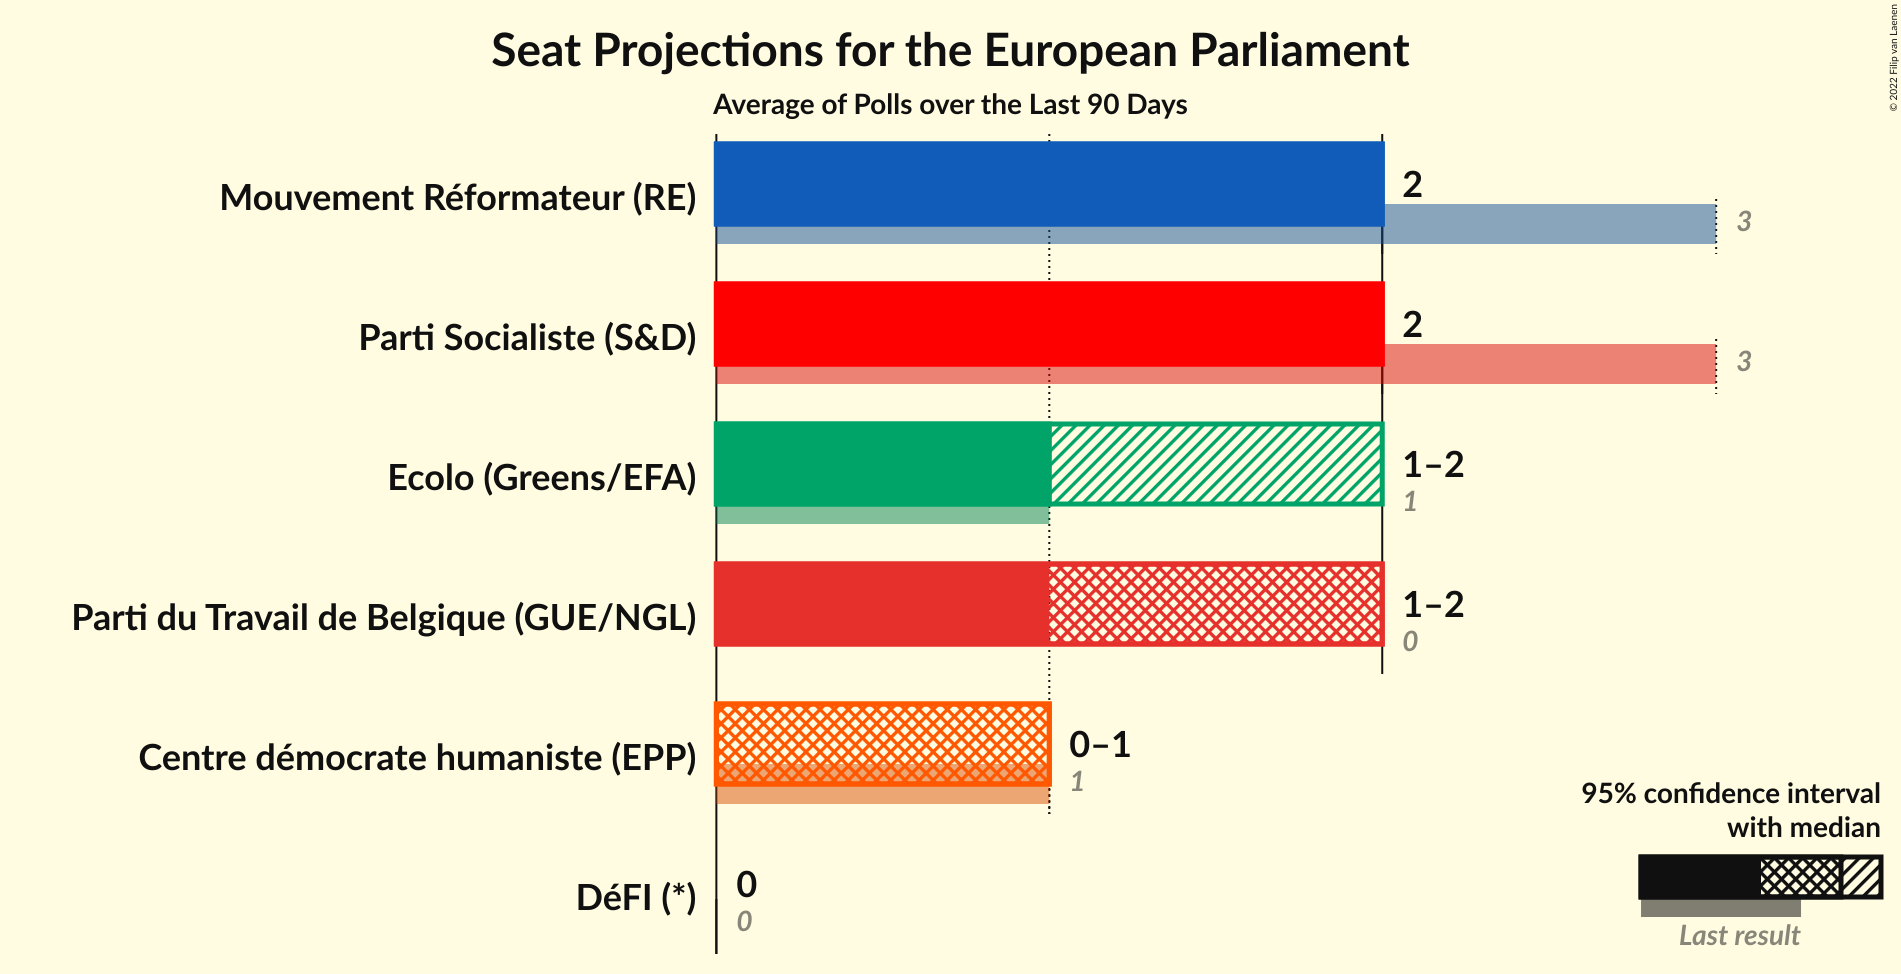 Seat Projections for the European Parliament
Average of Polls over the Last 90 Days
Mouvement Réformateur (RE)
2
3
Parti Socialiste (S&D)
2
3
Ecolo (Greens/EFA)
1–2
1
Parti du Travail de Belgique (GUE/NGL)
1–2
0
Centre démocrate humaniste (EPP)
0–1
1
DéFI (*)
0
0
95% confidence interval
with median
Last result
© 2022 Filip van Laenen